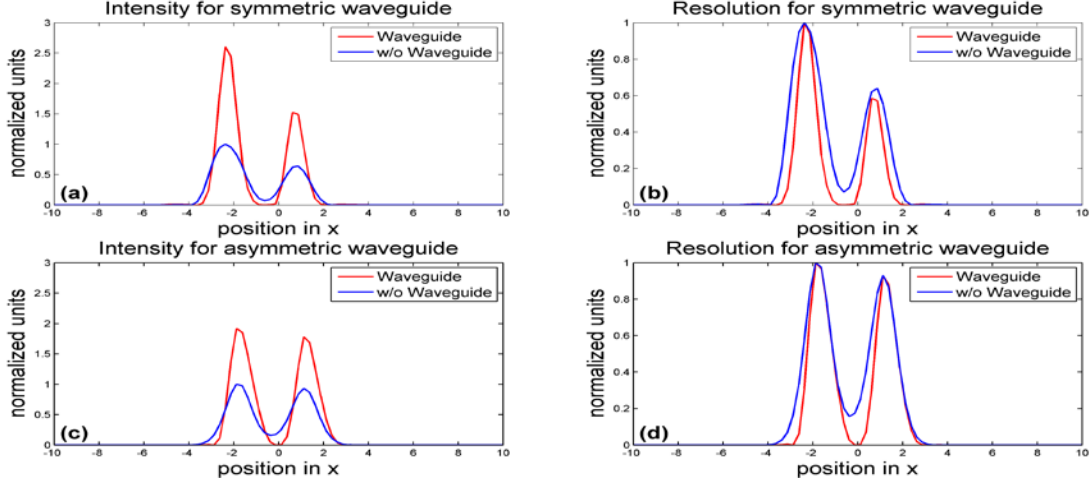 Intensity for symmetric waveguide
normalized units
3
2.5
2
1.5
1
0.5
0
Waveguide
w/o Waveguide
(a)
-10 -8 -6 -4 -2 0 2 4 6 8 10
position in x
Resolution for symmetric waveguide
normalized units
1
0.8
0.6
0.4
0.2
0
Waveguide
w/o Waveguide
(b)
-10 -8 -6 -4 -2 0 2 4 6 8 10
position in x
Intensity for asymmetric waveguide
normalized units
3
2.5
2
1.5
1
0.5
0
Waveguide
w/o Waveguide
(c)
-10 -8 -6 -4 -2 0 2 4 6 8 10
position in x
Resolution for asymmetric waveguide
normalized units
1
0.8
0.6
0.4
0.2
0
Waveguide
w/o Waveguide
(d)
-10 -8 -6 -4 -2 0 2 4 6 8 10
position in x